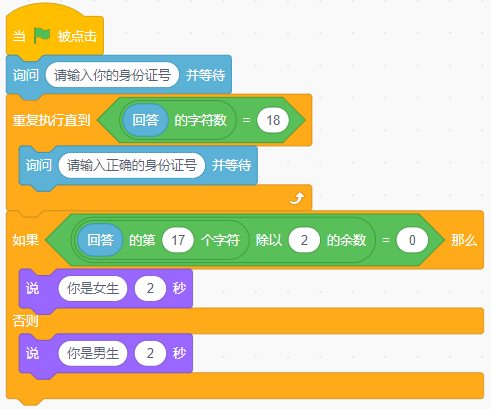 当 被点击
询问 请输入你的身份证号 并等待
重复执行直到 回答 的字符数 = 18
询问 请输入正确的身份证号 并等待
如果 回答 的第 17 个字符 除以 2 的余数 = 0 那么
说 你是女生 2 秒
否则
说 你是男生 2 秒